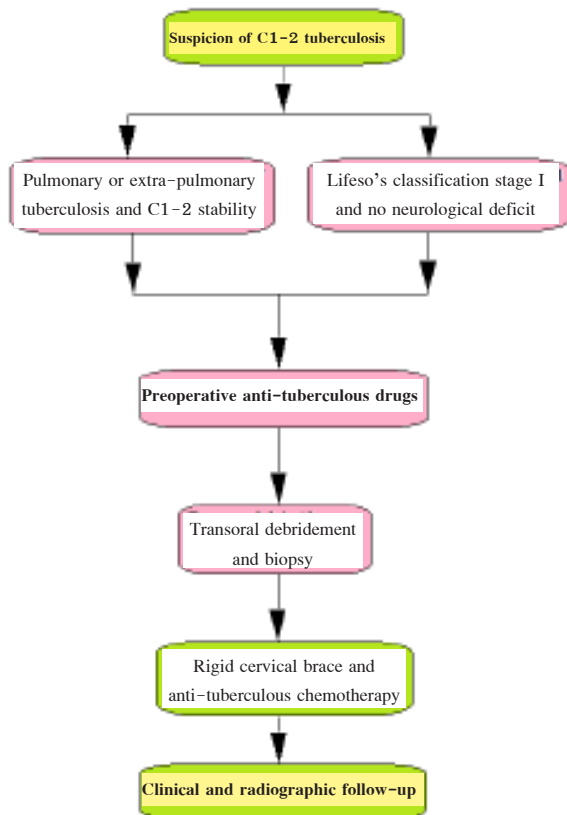 Suspicion of C1-2 tuberculosis
Pulmonary or extra-pulmonary
tuberculosis and C1-2 stability
Lifeso's classification stage I
and no neurological deficit
Preoperative anti-tuberculous drugs
Transoral debridement
and biopsy
Rigid cervical brace and
anti-tuberculous chemotherapy
Clinical and radiographic follow-up